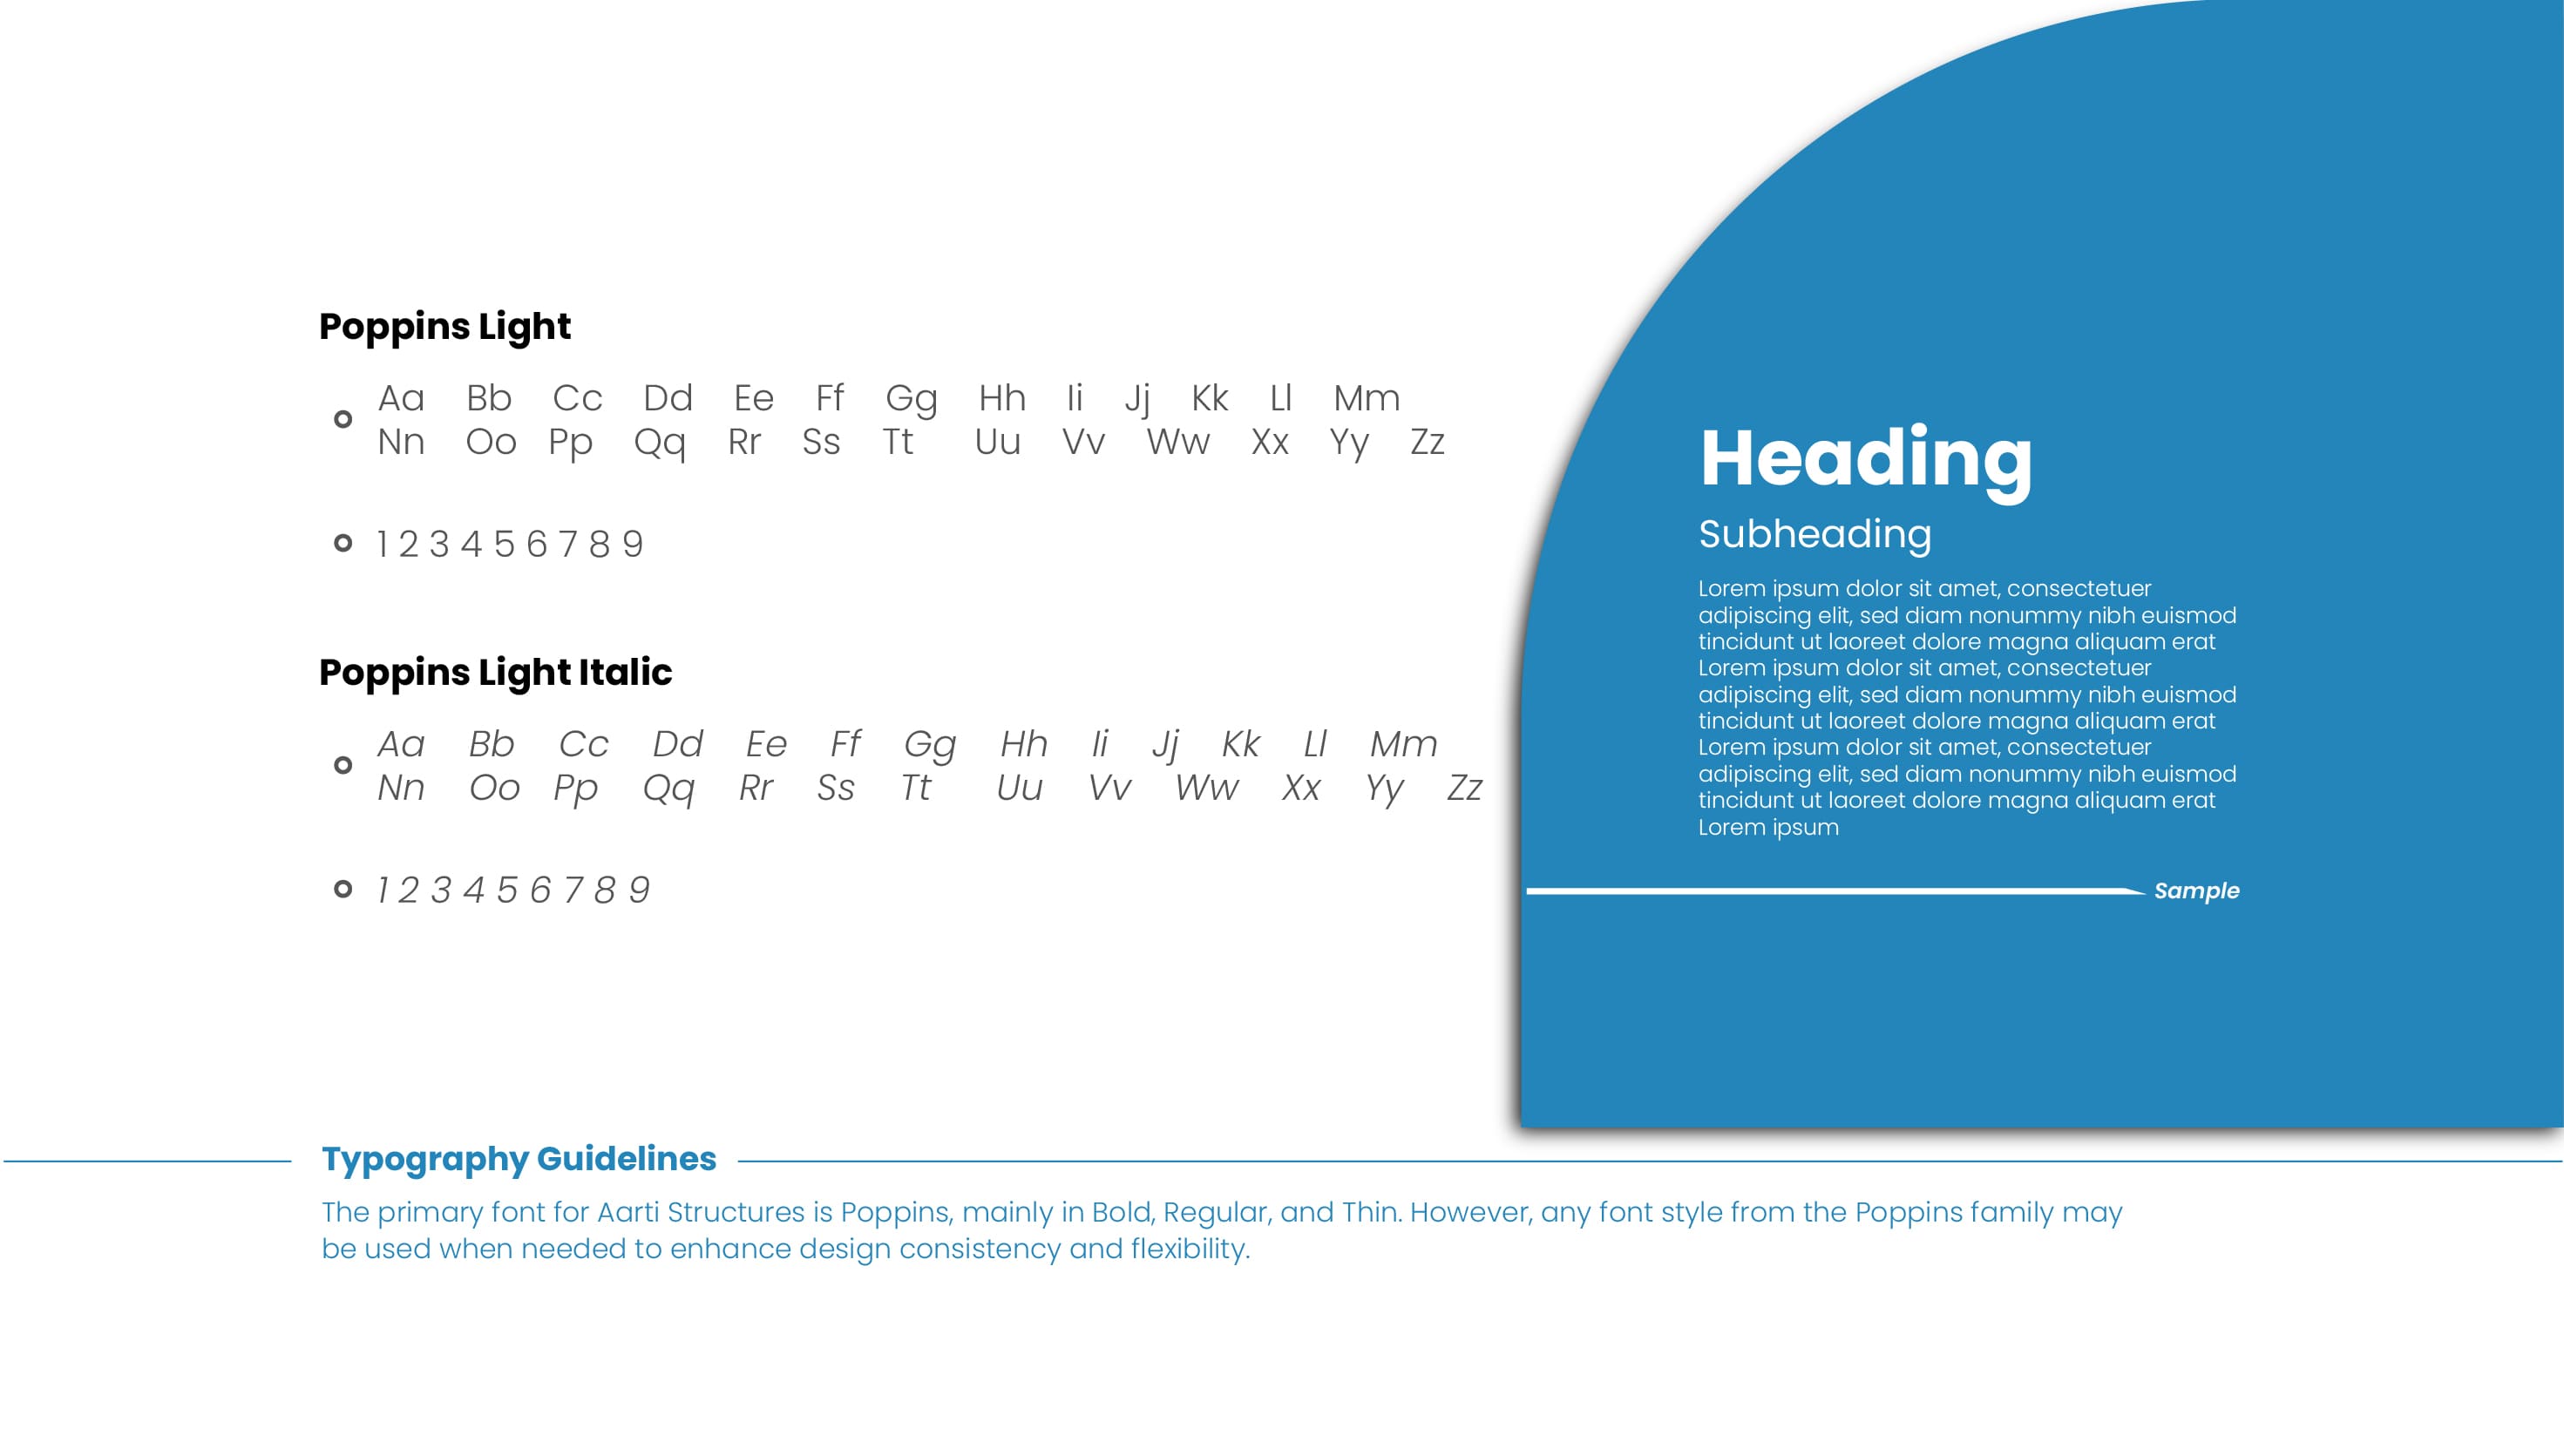 Poppins Light
Aa Bb Cc Dd Ee Ff Gg Hh Ii Jj Kk Ll Mm
Nn Oo Pp Qq Rr Ss Tt Uu Vv Ww Xx Yy Zz
1 2 3 4 5 6 7 8 9
Poppins Light Italic
Aa Bb Cc Dd Ee Ff Gg Hh Ii Jj Kk Ll Mm
Nn Oo Pp Qq Rr Ss Tt Uu Vv Ww Xx Yy Zz
1 2 3 4 5 6 7 8 9
Heading
Subheading
Lorem ipsum dolor sit amet, consectetuer
adipiscing elit, sed diam nonummy nibh euismod
tincidunt ut laoreet dolore magna aliquam erat
Lorem ipsum dolor sit amet, consectetuer
adipiscing elit, sed diam nonummy nibh euismod
tincidunt ut laoreet dolore magna aliquam erat
Lorem ipsum dolor sit amet, consectetuer
adipiscing elit, sed diam nonummy nibh euismod
tincidunt ut laoreet dolore magna aliquam erat
Lorem ipsum
Sample
Typography Guidelines
The primary font for Aarti Structures is Poppins, mainly in Bold, Regular, and Thin. However, any font style from the Poppins family may
be used when needed to enhance design consistency and flexibility.